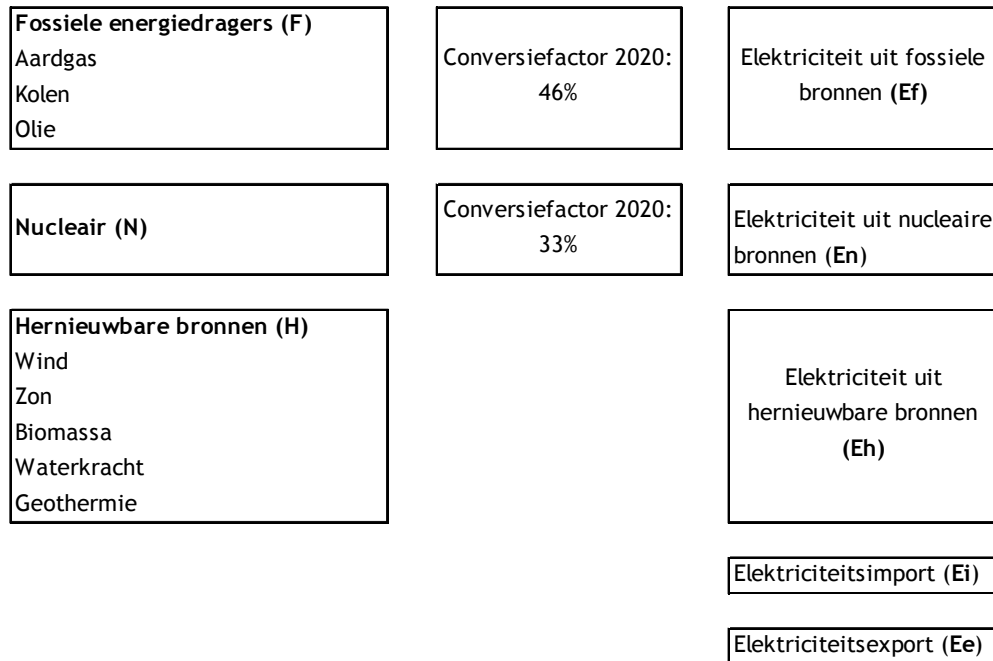 Fossiele energiedragers (F)
Aardgas
Kolen
Olie
Conversiefactor 2020:
46%
Elektriciteit uit fossiele
bronnen (Ef)
Nucleair (N)
Conversiefactor 2020:
33%
Elektriciteit uit nucleaire
bronnen (En)
Hernieuwbare bronnen (H)
Wind
Zon
Biomassa
Waterkracht
Geothermie
Elektriciteit uit
hernieuwbare bronnen
(Eh)
Elektriciteitsimport (Ei)
Elektriciteitsexport (Ee)